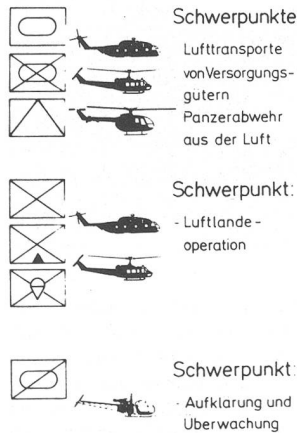 Schwerpunkte
Lufttransporte
von Versorgungs-
gütern
Panzerabwehr
aus der Luft
Schwerpunkt:
- Luftlande-
operation
Schwerpunkt:
- Aufklärung und
Überwachung